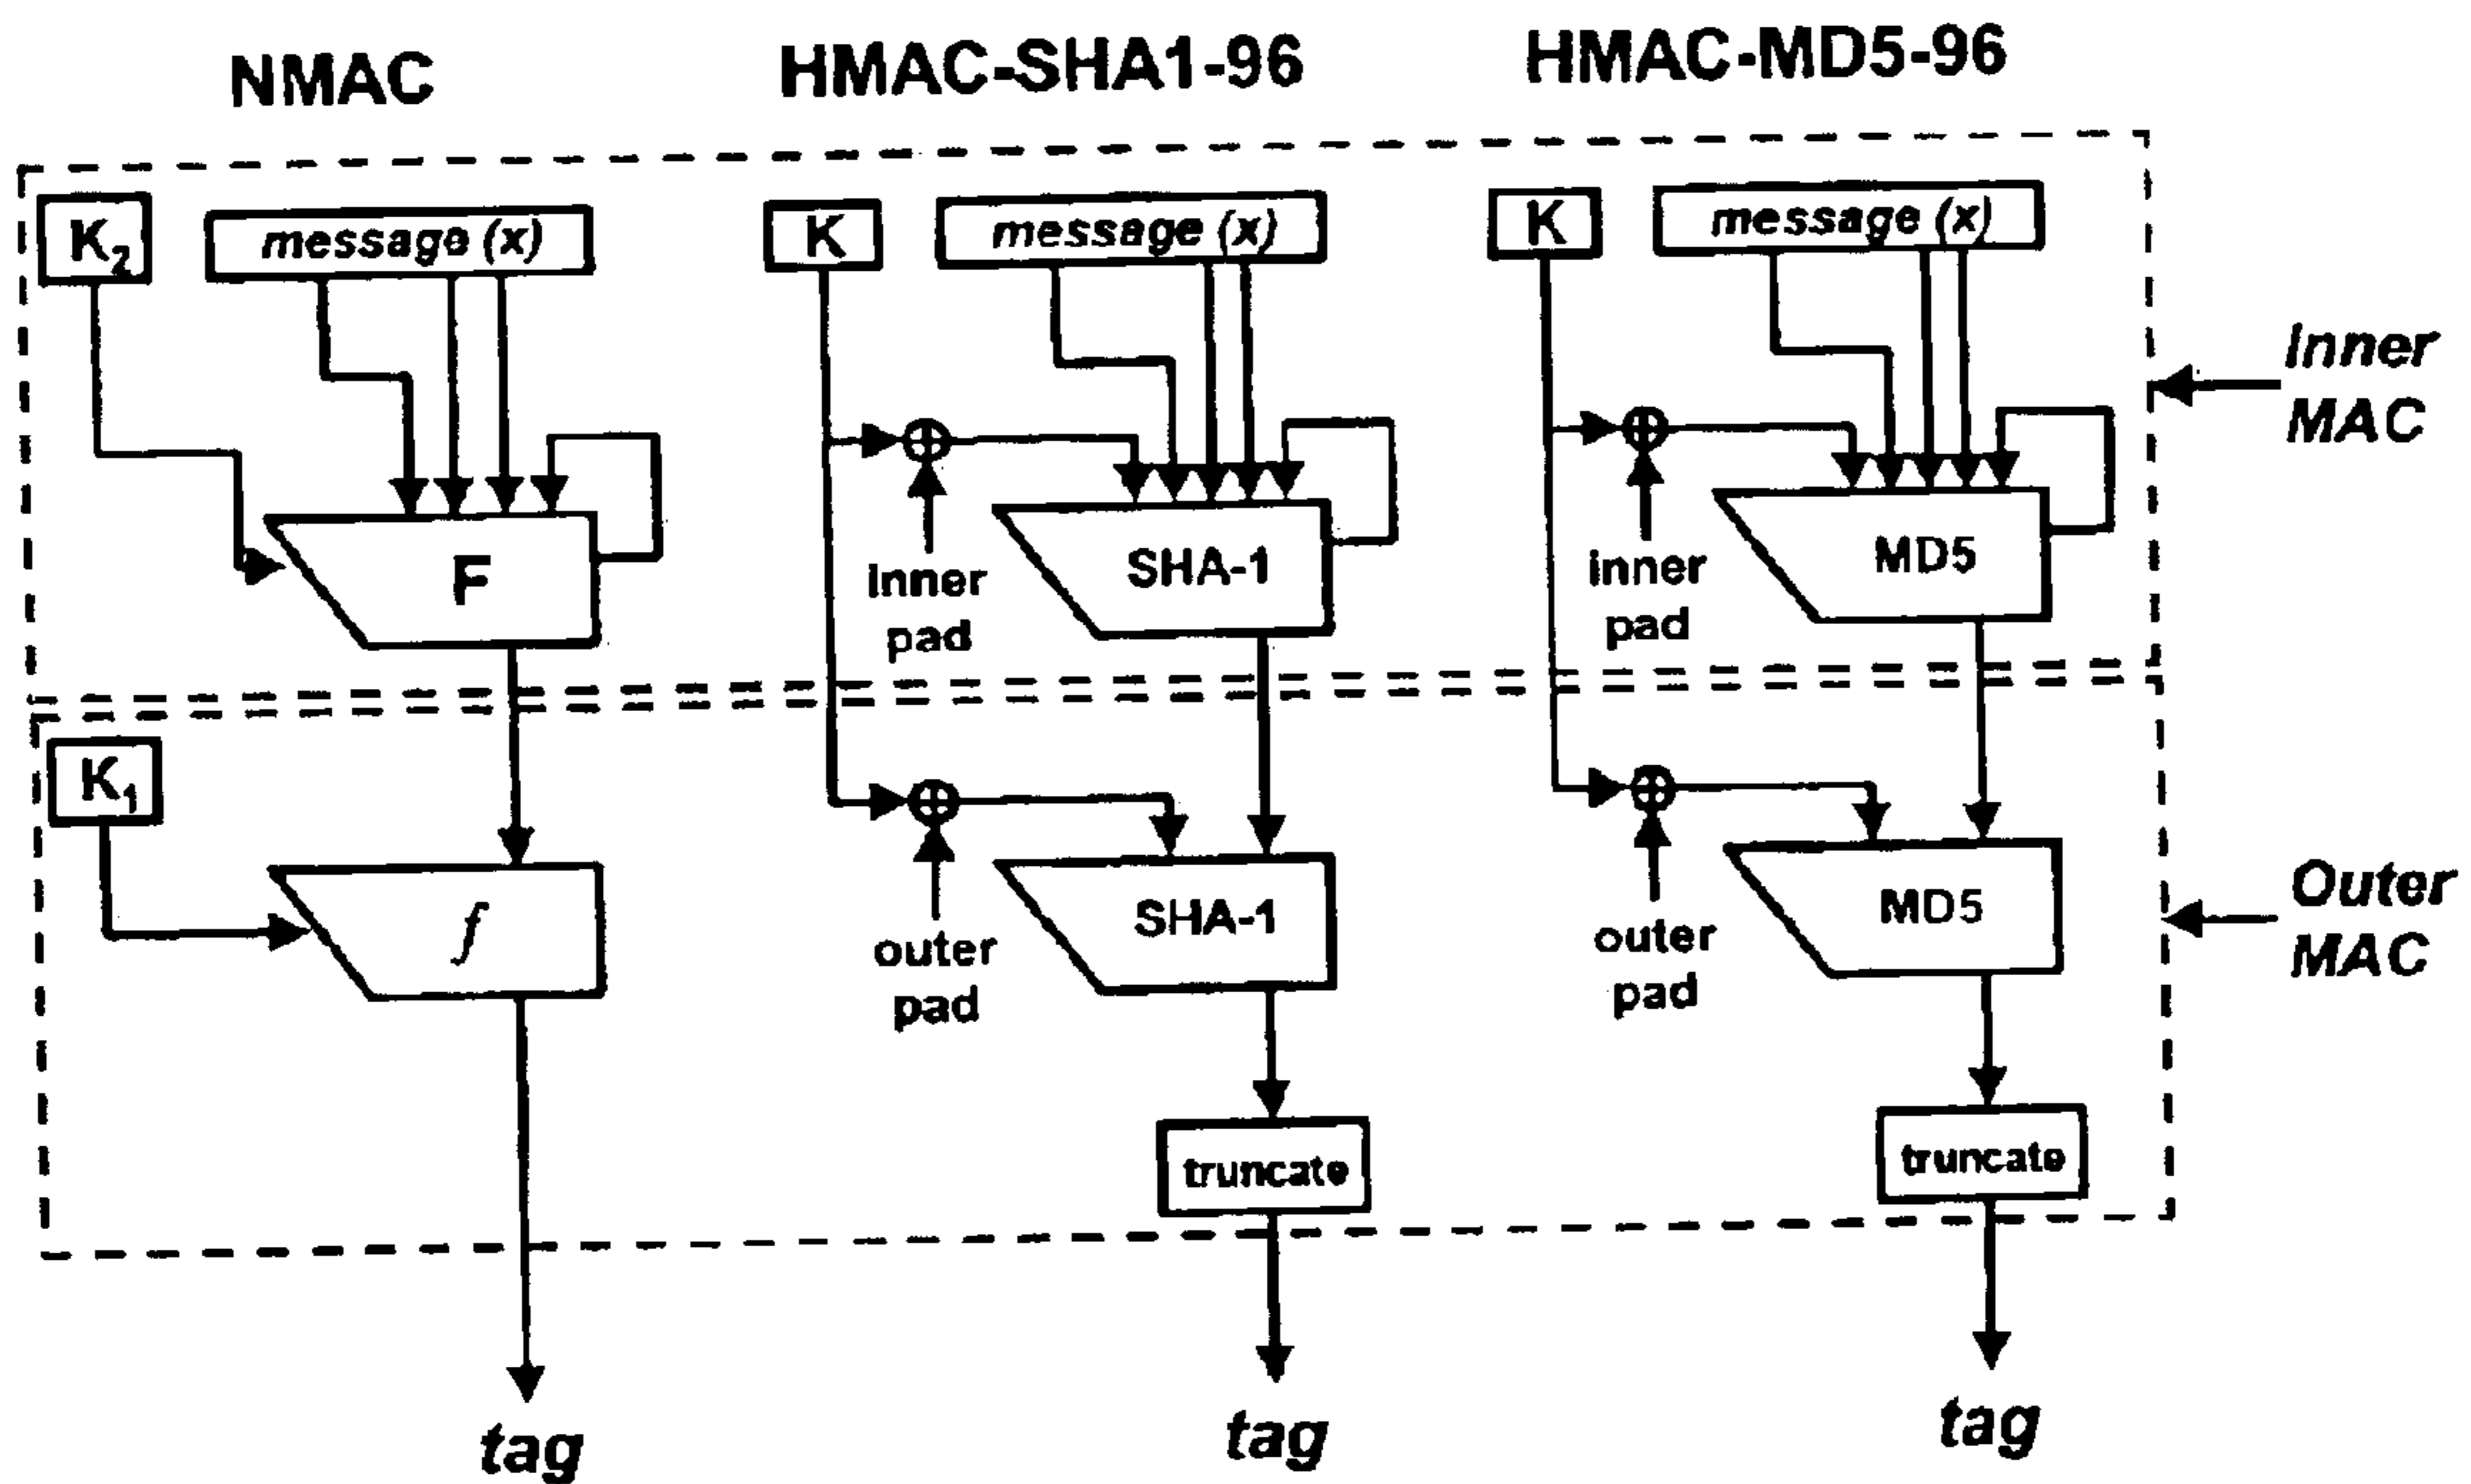 NMAC
HMAC-SHA1-96
HMAC-MD5-96
K₂
message (x)
K
message (x)
K
message (x)
Inner
MAC
F
SHA-1
MD5
inner
pad
inner
pad
K₁
f
SHA-1
MD5
outer
pad
outer
pad
Outer
MAC
truncate
truncate
tag
tag
tag